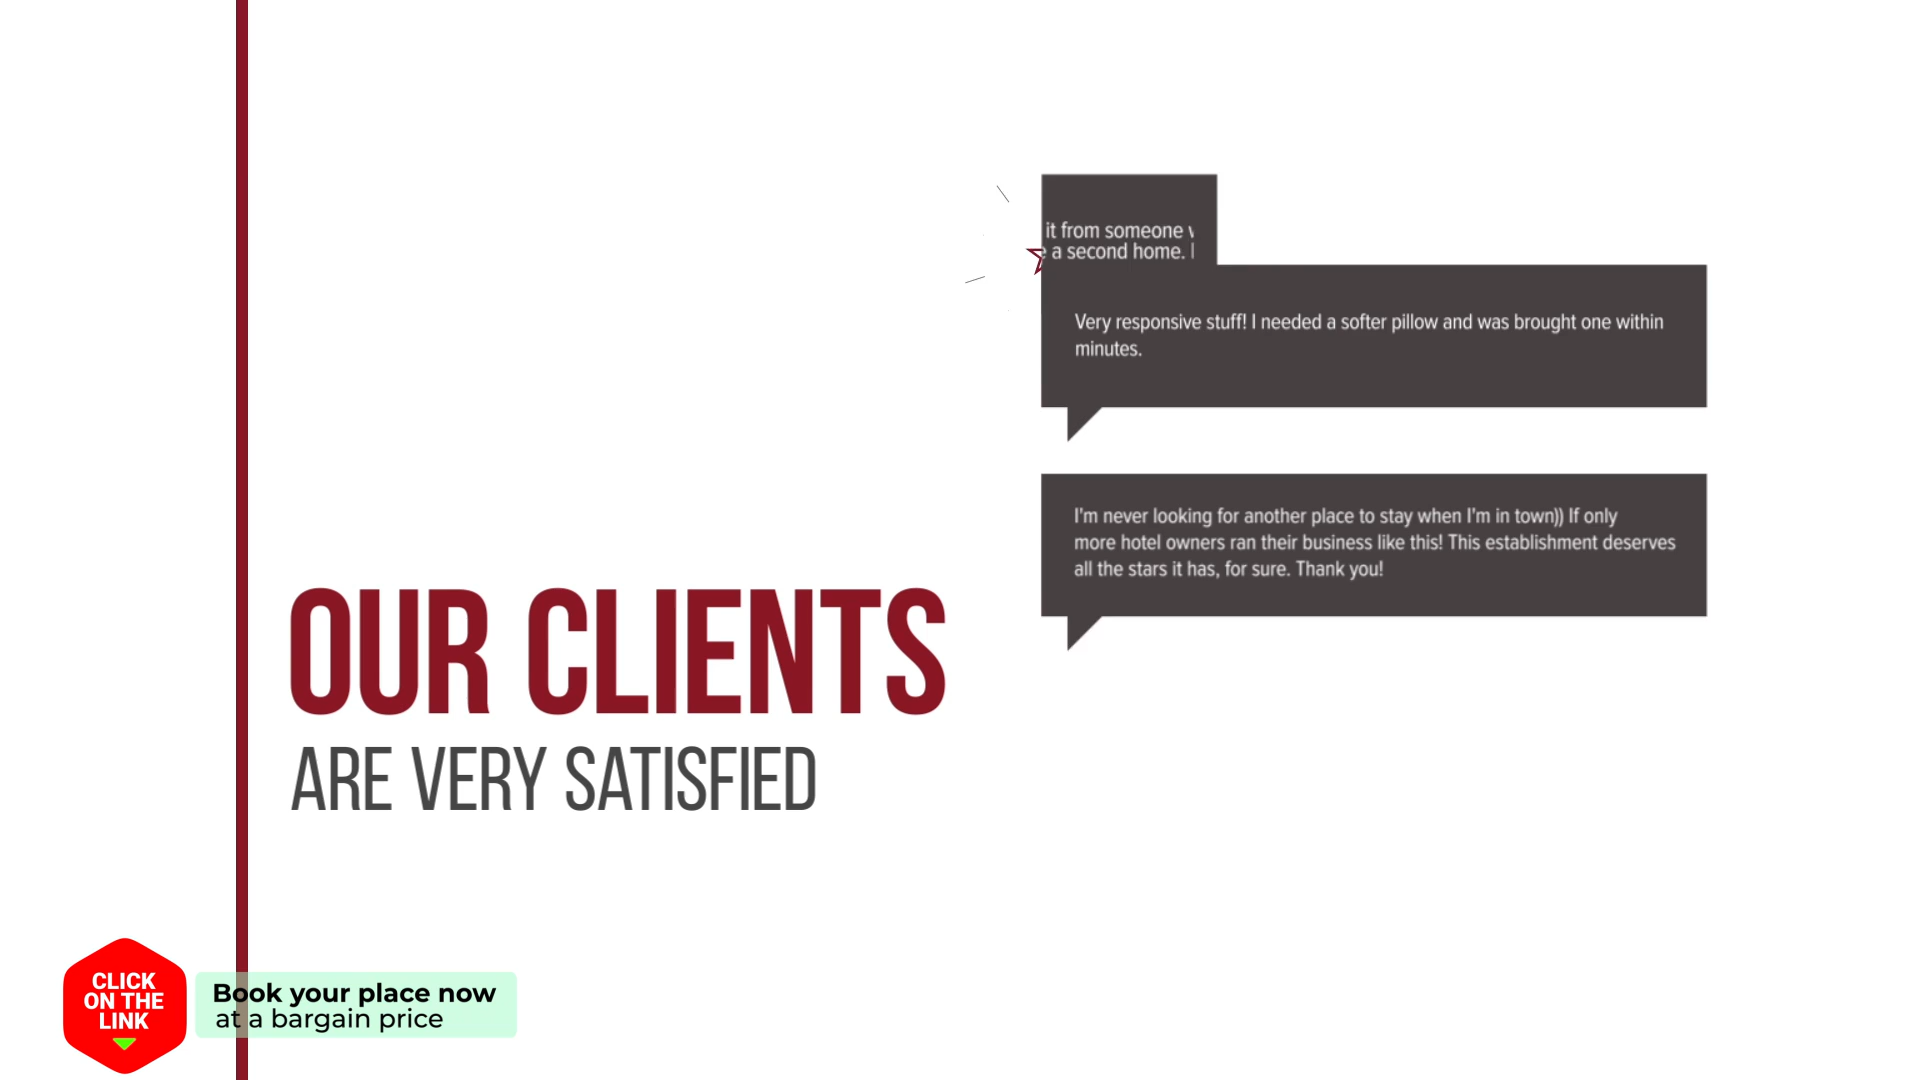 it from someone
a second home.
Very responsive stuff! I needed a softer pillow and was brought one within
minutes.
I'm never looking for another place to stay when I'm in town)) If only
more hotel owners ran their business like this! This establishment deserves
all the stars it has, for sure. Thank you!
OUR CLIENTS
ARE VERY SATISFIED
CLICK
ON THE
LINK
Book your place now
at a bargain price